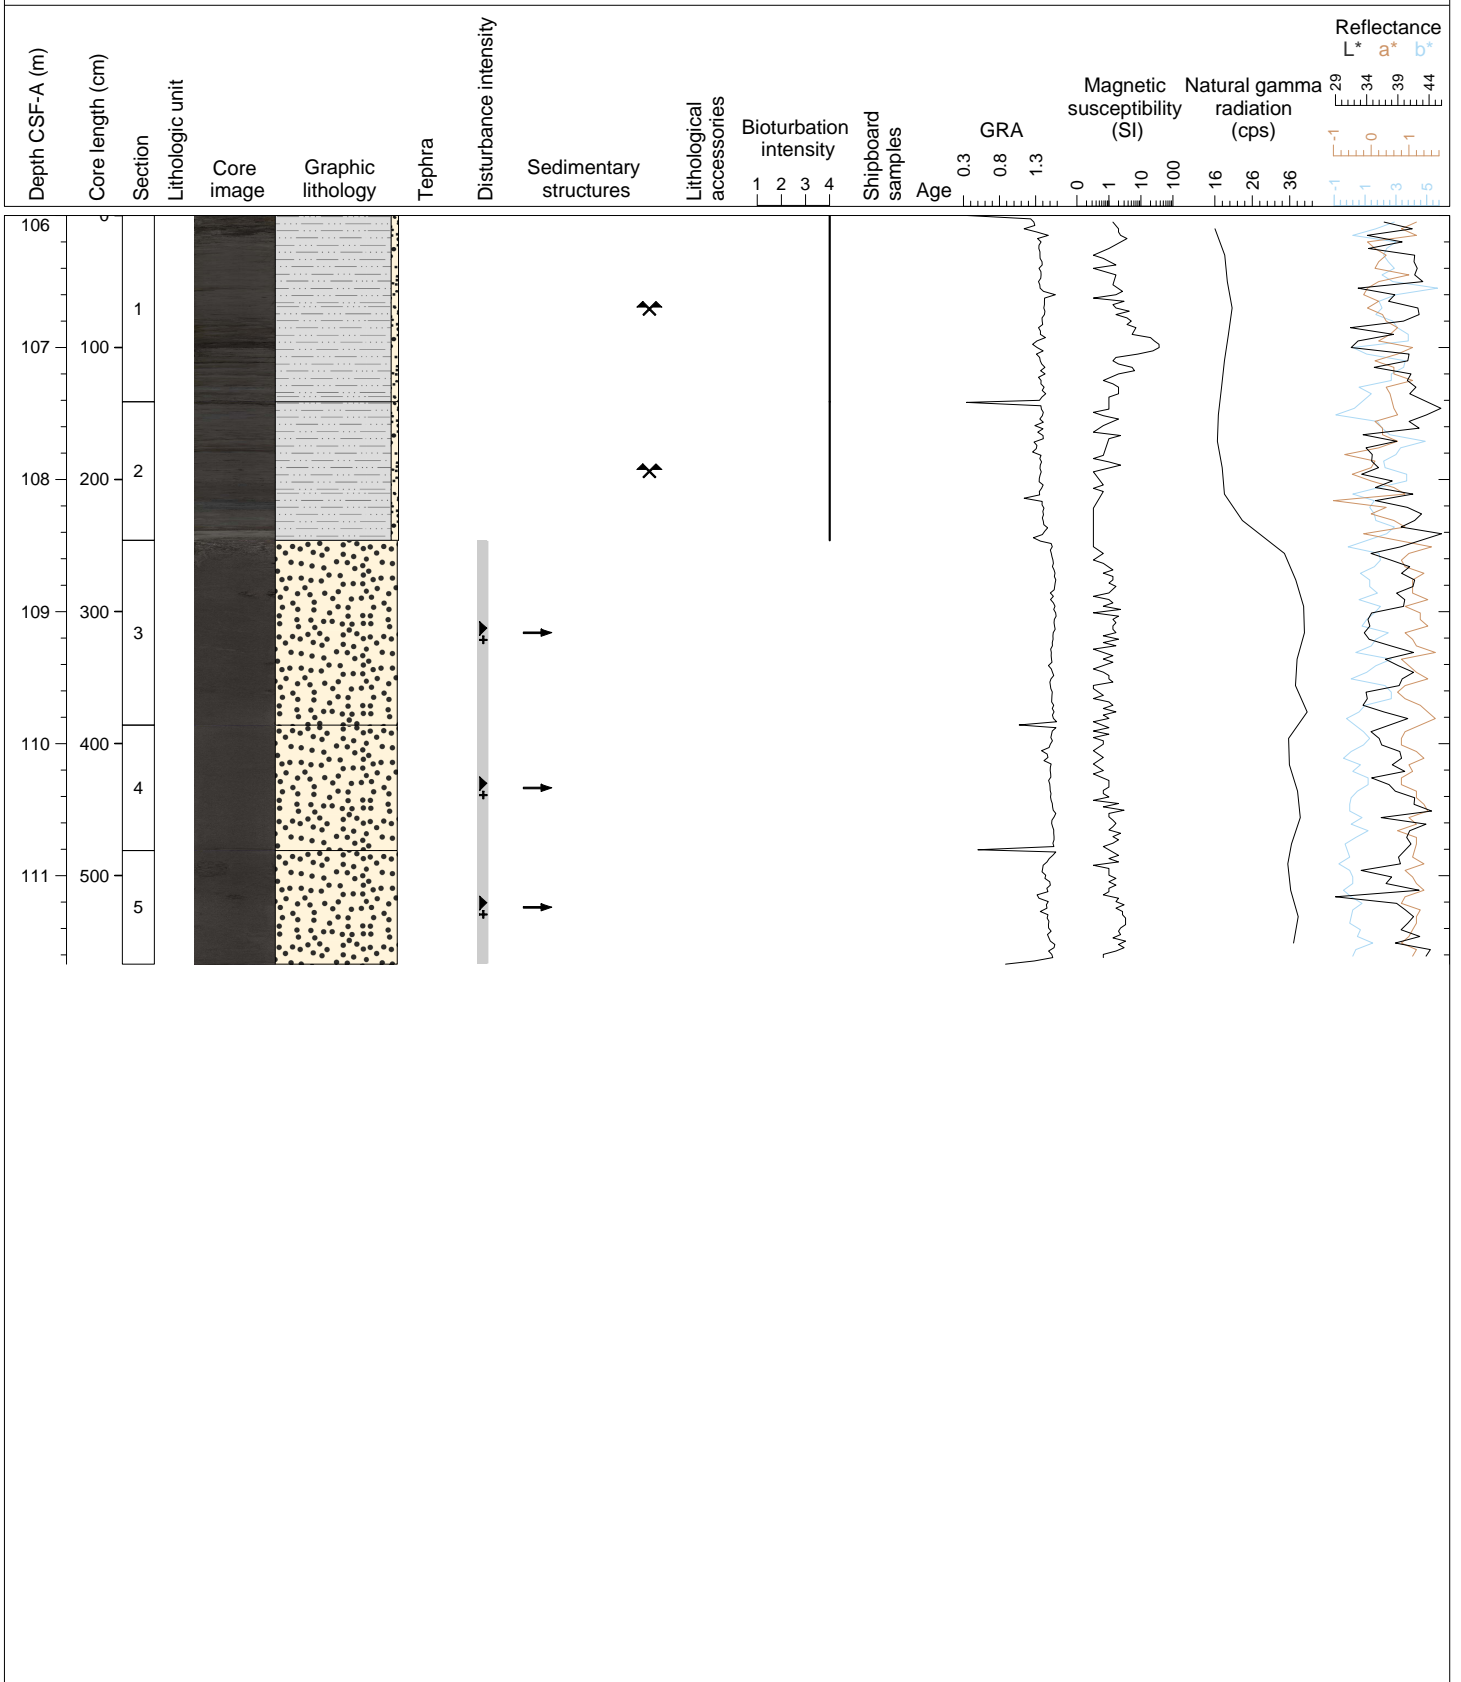 Depth CSF-A (m)
Core length (cm)
Section
Lithologic unit
Core
image
Graphic
lithology
Tephra
Disturbance intensity
Sedimentary
structures
Lithological
accessories
Bioturbation
intensity
1 2 3 4
Shipboard
samples
Age
GRA
0.3 0.8 1.3
Magnetic
susceptibility
(SI)
0 1 10 100
Natural gamma
radiation
(cps)
16 26 36
Reflectance
L* a* b*
29 34 39 44
-1 0 1
-1 1 3 5
106 0
1
107 100
2
108 200
109 300
3
110 400
4
111 500
5